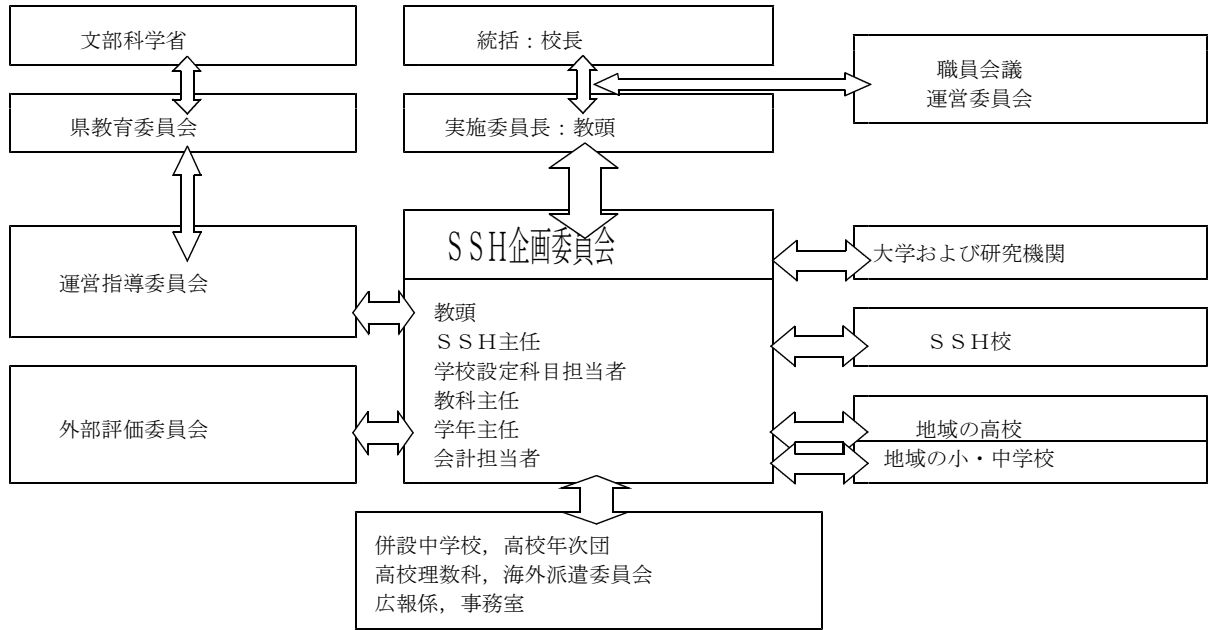 文部科学省
統括：校長
職員会議
運営委員会
県教育委員会
実施委員長：教頭
ＳＳＨ企画委員会
大学および研究機関
運営指導委員会
教頭
ＳＳＨ主任
学校設定科目担当者
教科主任
学年主任
会計担当者
ＳＳＨ校
外部評価委員会
地域の高校
地域の小・中学校
併設中学校，高校年次団
高校理数科，海外派遣委員会
広報係，事務室